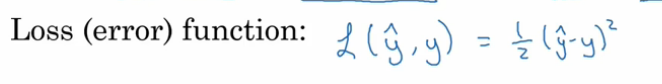 Loss (error) function: ℒ(ŷ, y) = ½(ŷ-y)²